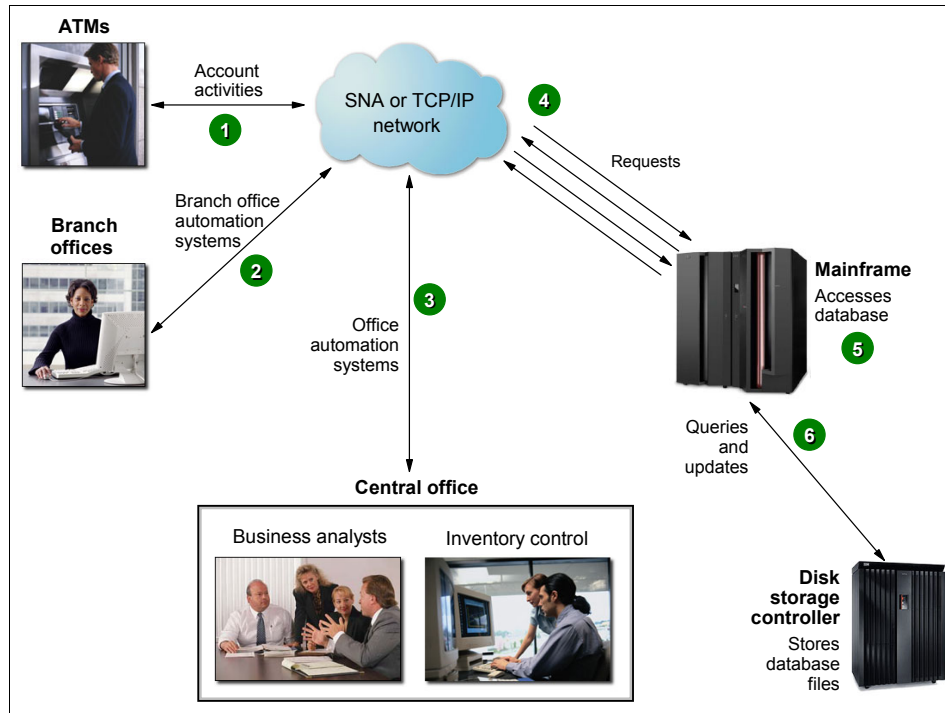 ATMs
Account
activities
1
SNA or TCP/IP
network
4
Requests
Branch
offices
Branch office
automation
systems
2
3
Office
automation
systems
Mainframe
Accesses
database
5
Queries
and
updates
6
Central office
Business analysts
Inventory control
Disk
storage
controller
Stores
database
files